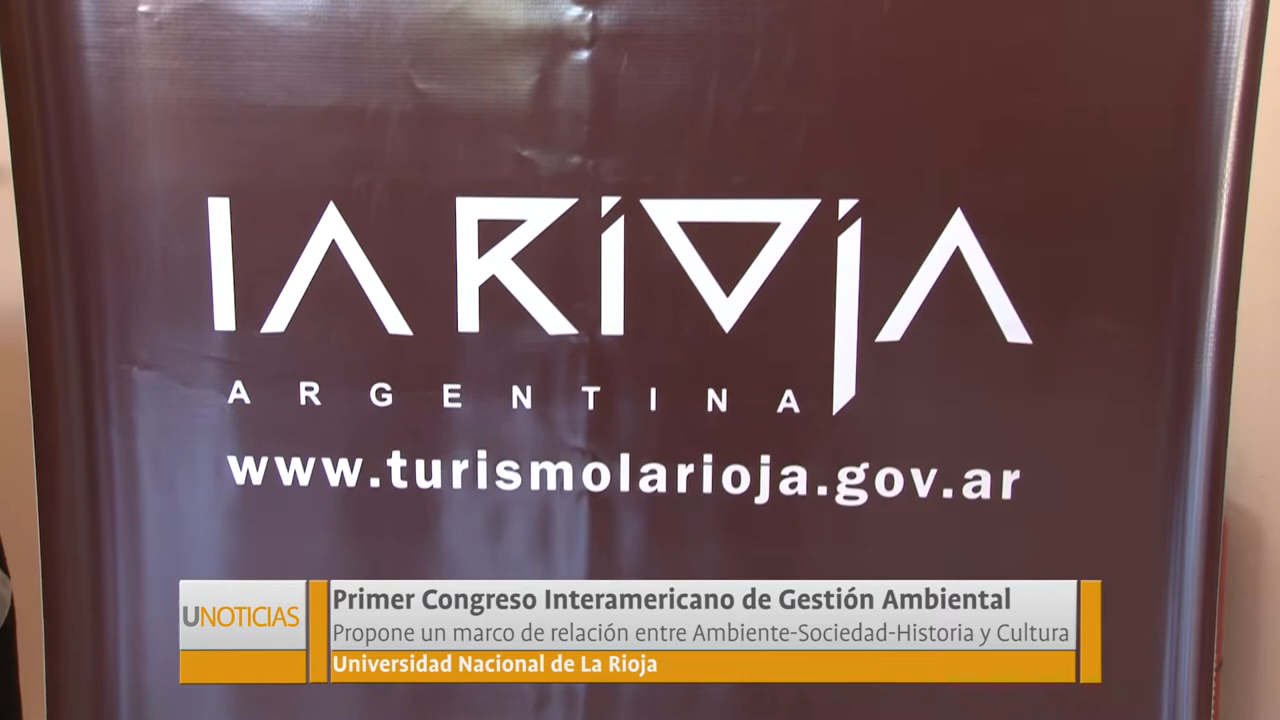 lA RiOjA
ARGENTINA
www.turismolarioja.gov.ar
UNOTICIAS
Primer Congreso Interamericano de Gestión Ambiental
Propone un marco de relación entre Ambiente-Sociedad-Historia y Cultura
Universidad Nacional de La Rioja